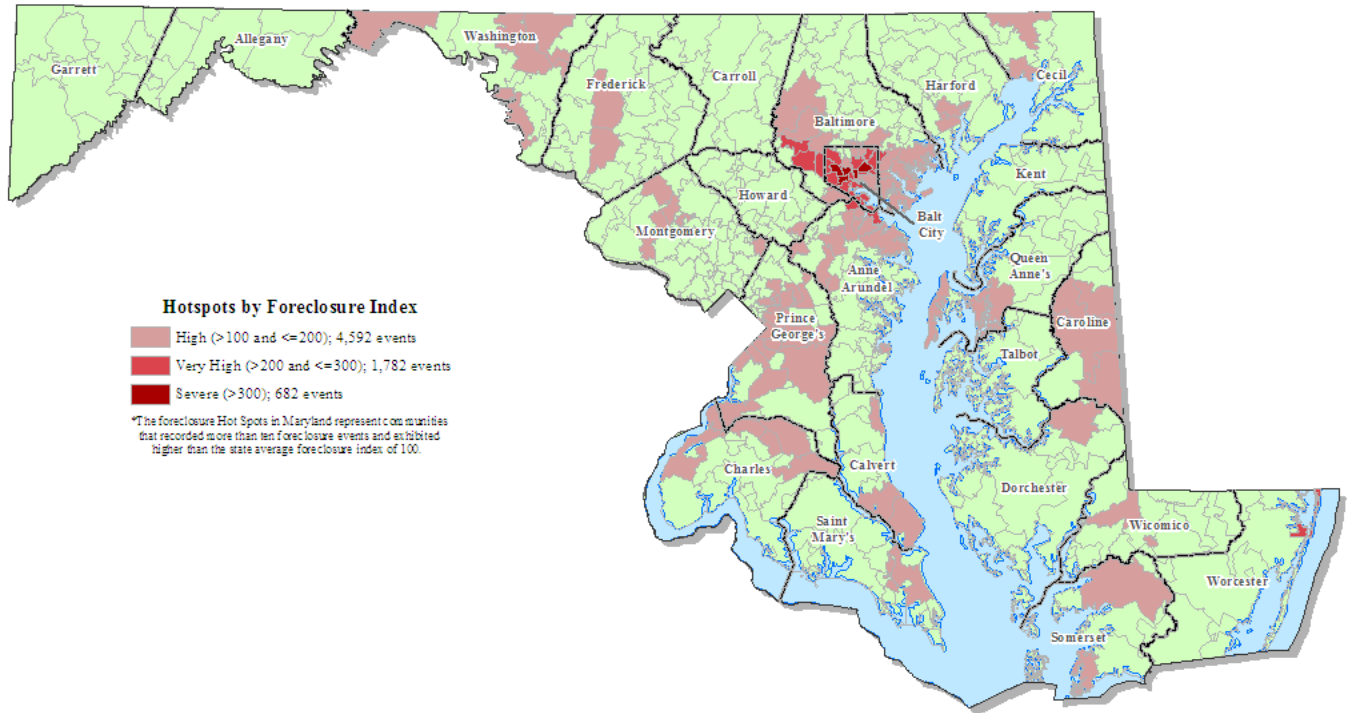 Garrett
Allegany
Washington
Frederick
Carroll
Baltimore
Harford
Cecil
Kent
Howard
Montgomery
Balt
City
Queen
Anne's
Anne
Arundel
Prince
George's
Caroline
Talbot
Charles
Calvert
Saint
Mary's
Dorchester
Wicomico
Worcester
Somerset
Hotspots by Foreclosure Index
High (>100 and <=200); 4,592 events
Very High (>200 and <=300); 1,782 events
Severe (>300); 682 events
*The foreclosure Hot Spots in Maryland represent communities
that recorded more than ten foreclosure events and exhibited
higher than the state average foreclosure index of 100.